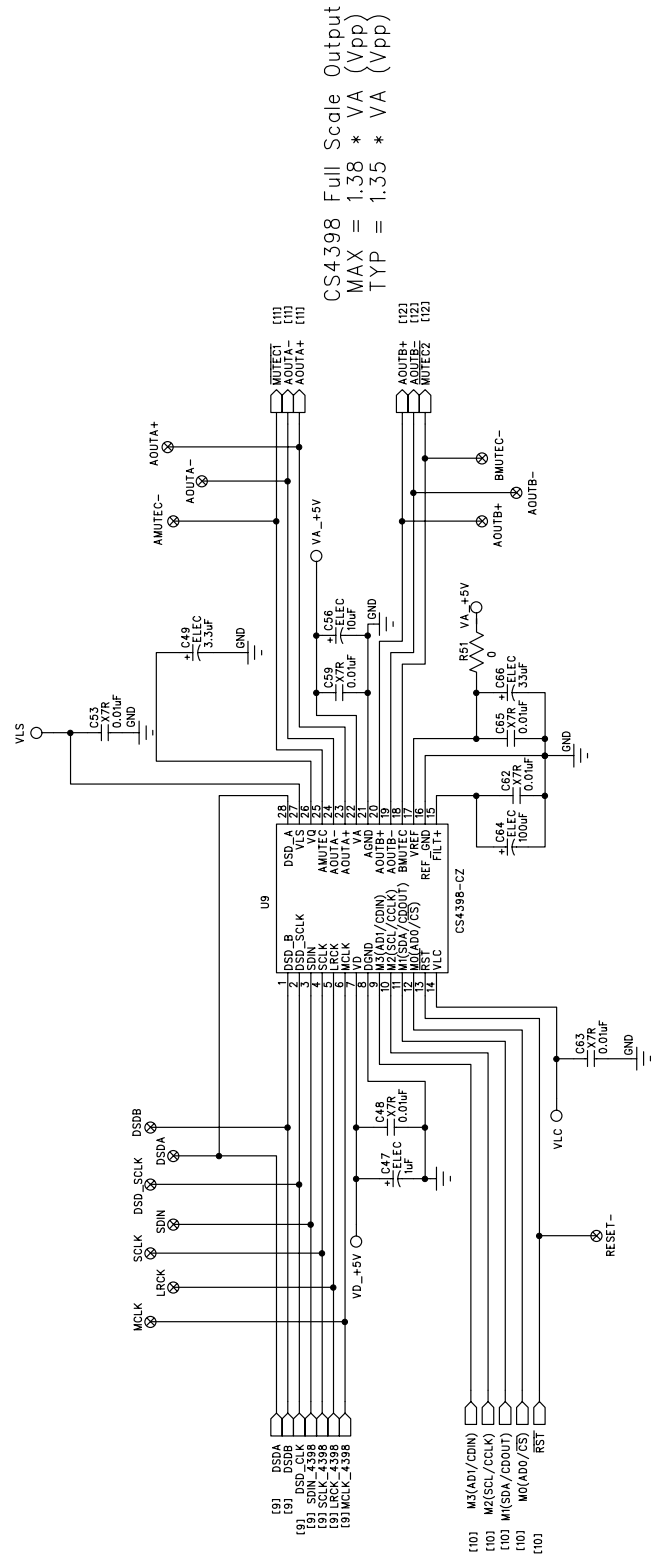 CS4398 Full Scale Output
MAX = 1.38 * VA (Vpp)
TYP = 1.35 * VA (Vpp)
[9] DSDA
[9] DSDB
[9] DSD_CLK
[9] SDIN_4398
[9] SCLK_4398
[9] LRCK_4398
[9] MCLK_4398
MCLK
LRCK
SCLK
SDIN
DSD_SCLK
DSDA
DSDB
VD_+5V
C47
ELEC
1uF
+
C48
X7R
0.01uF
[10] M3(AD1/CDIN)
[10] M2(SCL/CCLK)
[10] M1(SDA/CDOUT)
[10] M0(AD0/CS)
[10] RST
RESET-
VLC
C63
X7R
0.01uF
GND
U9
CS4398-CZ
1 DSD_B
2 DSD_SCLK
3 SDIN
4 SCLK
5 LRCK
6 MCLK
7 VD
8 DGND
9 M3(AD1/CDIN)
10 M2(SCL/CCLK)
11 M1(SDA/CDOUT)
12 M0(AD0/CS)
13 RST
14 VLC
DSD_A 28
VLS 27
VQ 26
AMUTEC 25
AOUTA- 24
AOUTA+ 23
VA 22
AGND 21
AOUTB+ 20
AOUTB- 19
BMUTEC 18
VREF 17
REF_GND 16
FILT+ 15
VLS
C53
X7R
0.01uF
GND
+
C49
ELEC
3.3uF
GND
AMUTEC-
AOUTA-
AOUTA+
VA_+5V
C59
X7R
0.01uF
+
C56
ELEC
10uF
GND
MUTEC1 [11]
AOUTA- [11]
AOUTA+ [11]
AOUTB+ [12]
AOUTB- [12]
MUTEC2 [12]
AOUTB+
AOUTB-
BMUTEC-
+
C64
ELEC
100uF
C62
X7R
0.01uF
GND
C65
X7R
0.01uF
+
C66
ELEC
33uF
R51
0
VA_+5V